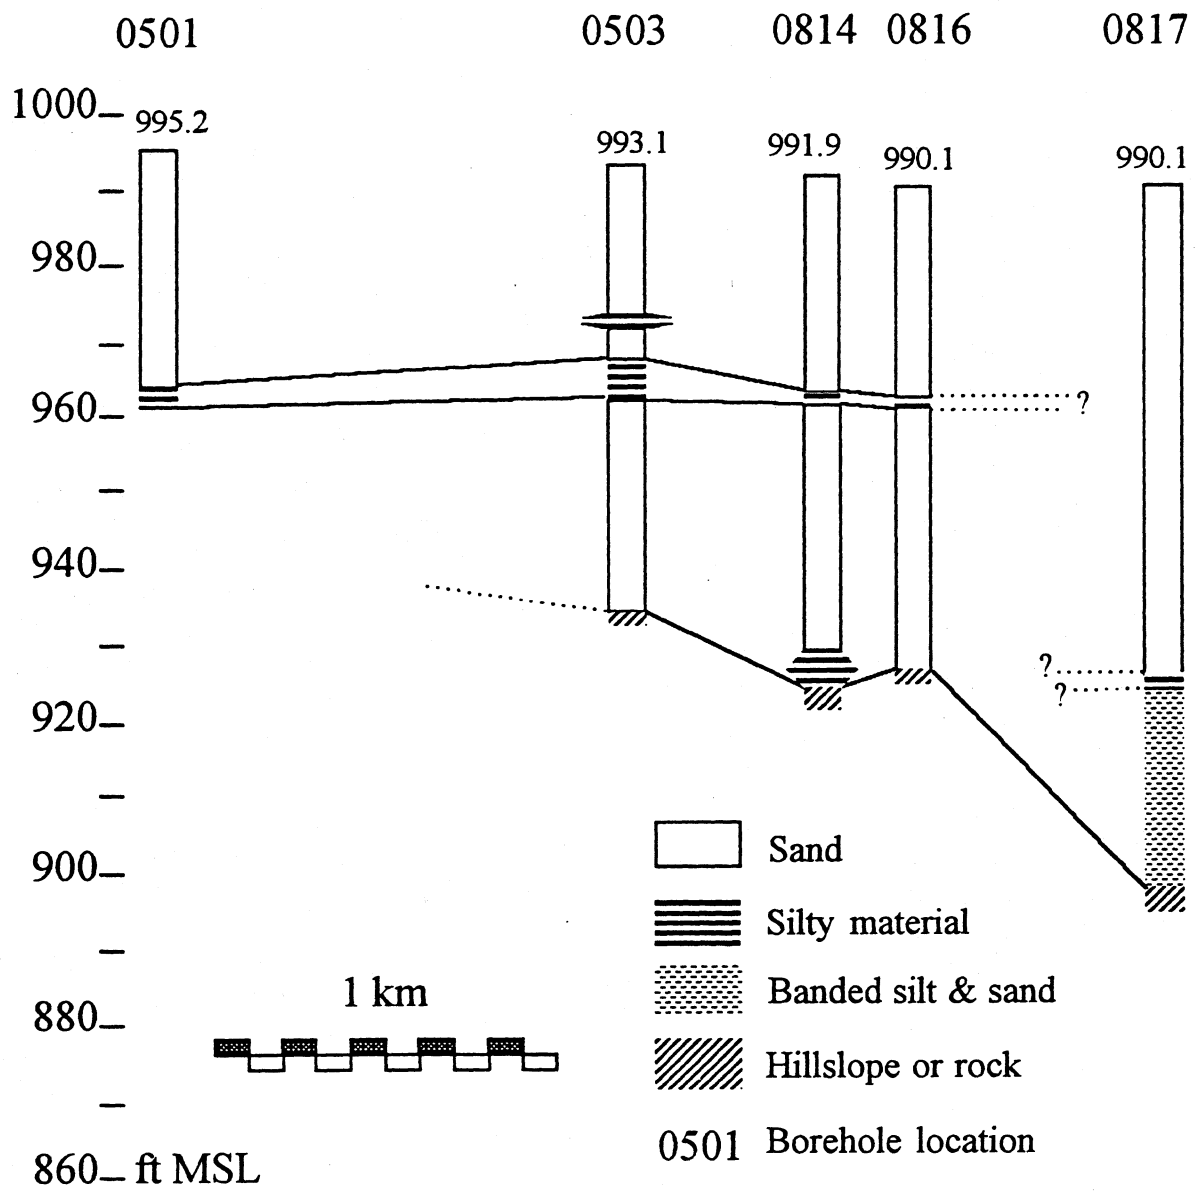 0501 0503 0814 0816 0817
1000
995.2
993.1
991.9
990.1
990.1
980
960
?
940
?
?
920
900
Sand
Silty material
1 km
Banded silt & sand
880
Hillslope or rock
0501 Borehole location
860 ft MSL